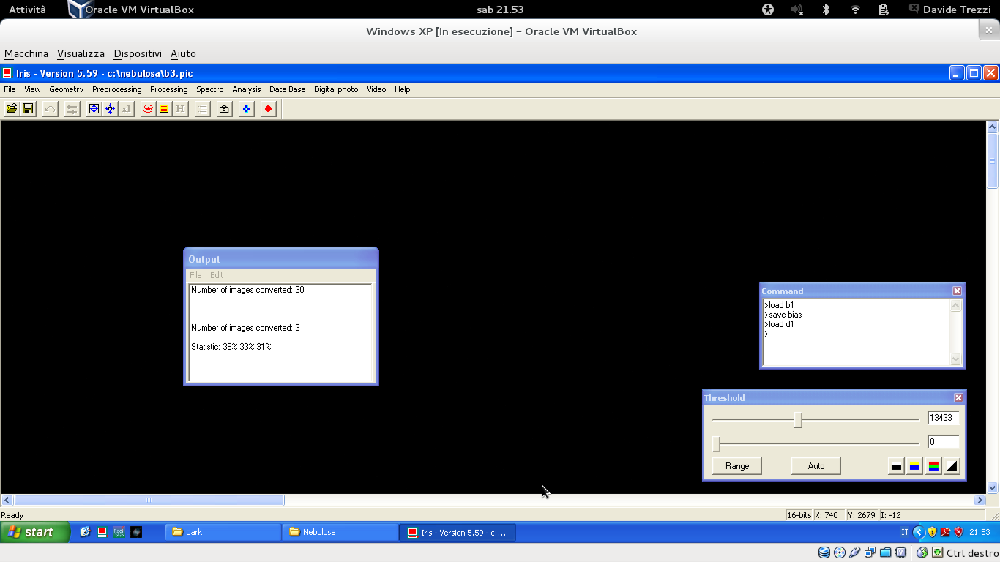 Attività Oracle VM VirtualBox sab 21.53 Davide Trezzi
Windows XP [In esecuzione] - Oracle VM VirtualBox
Macchina Visualizza Dispositivi Aiuto
Iris - Version 5.59 - c:\nebulosa\b3.pic
File View Geometry Preprocessing Processing Spectro Analysis Data Base Digital photo Video Help
x1 H
Output
File Edit
Number of images converted: 30
Number of images converted: 3
Statistic: 36% 33% 31%
Command
>load b1
>save bias
>load d1
>
Threshold
13433
0
Range Auto
Ready 16-bits X: 740 Y: 2679 I: -12
start dark Nebulosa Iris - Version 5.59 - c:... IT 21.53
Ctrl destro